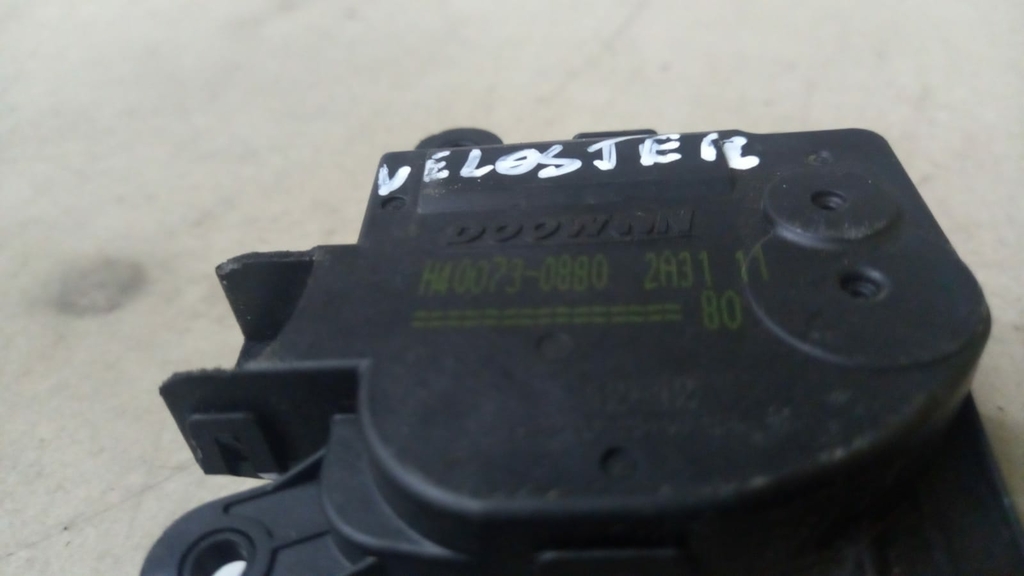 VELOSTER
DOOWON
H40073-0880 2A31 11
=============== 80